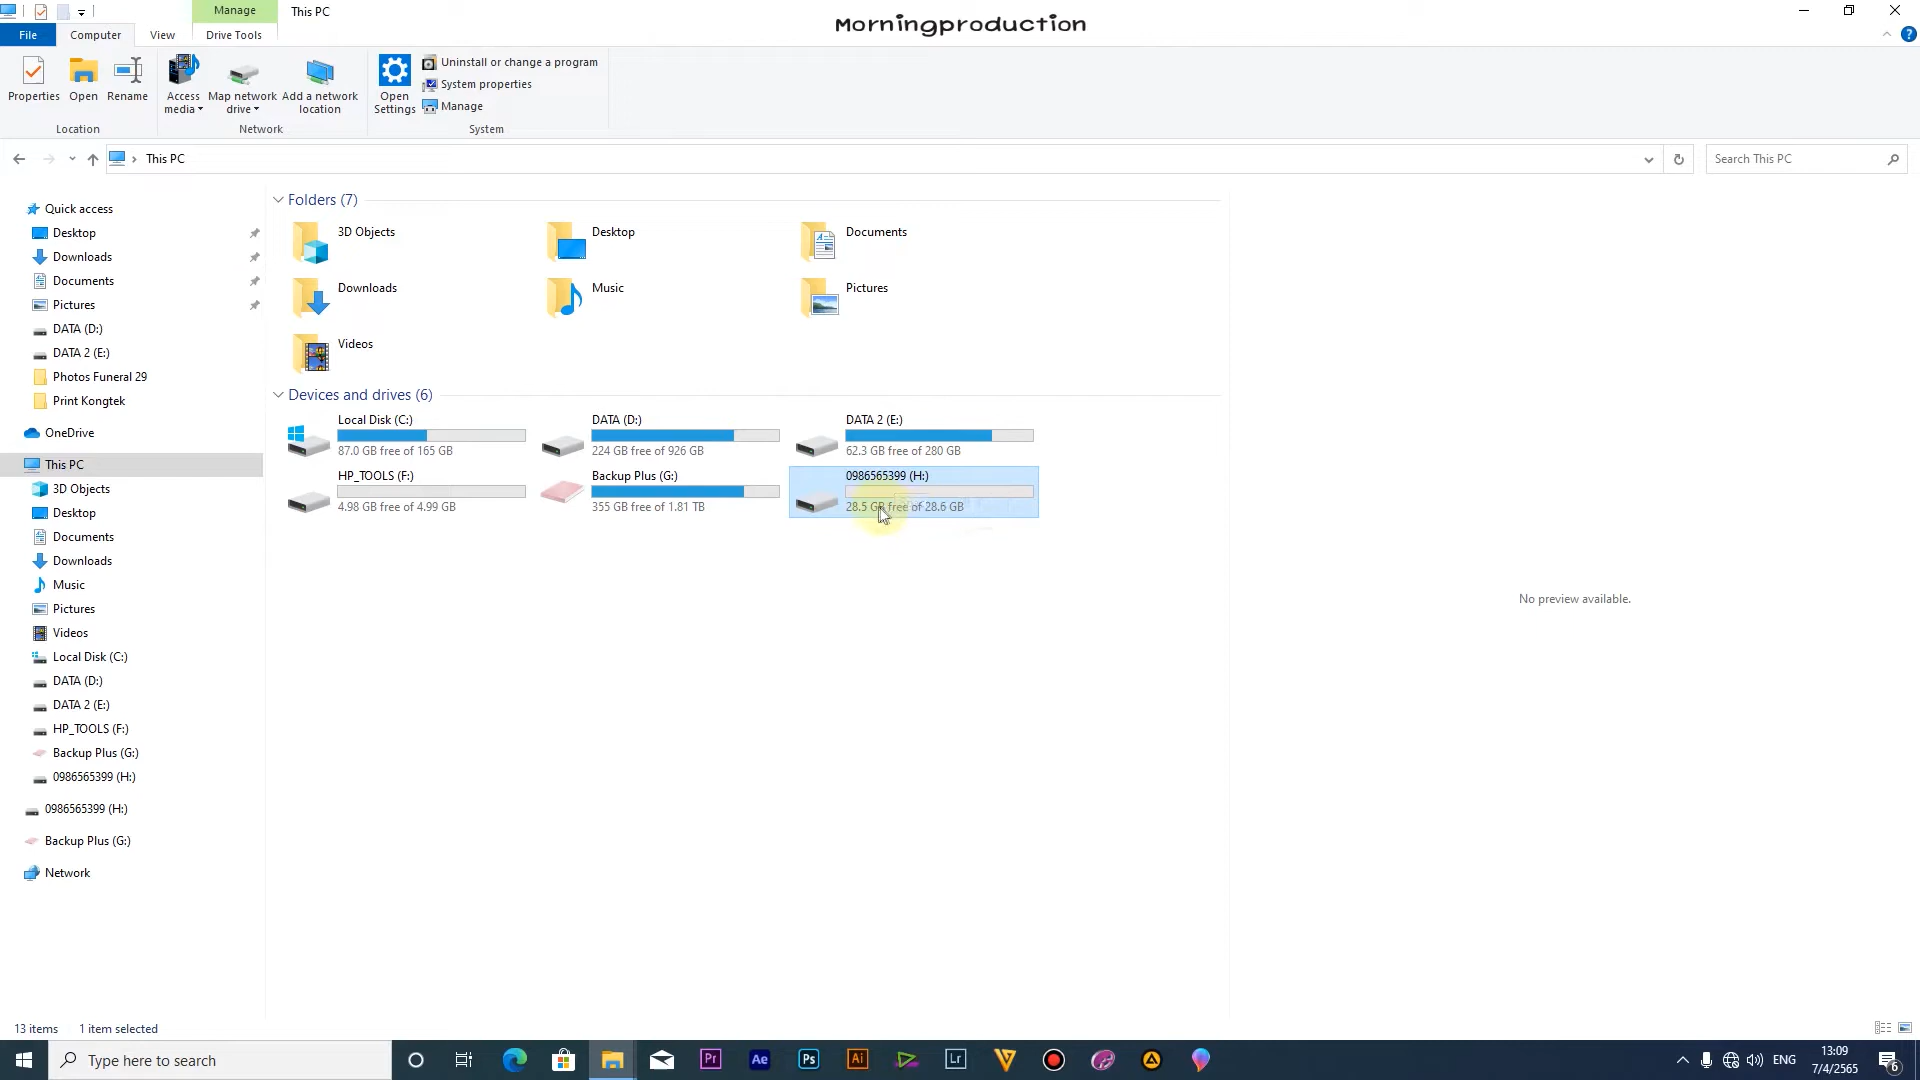 Manage
This PC
Morningproduction
File
Computer
View
Drive Tools
Properties
Open
Rename
Access media
Map network drive
Add a network location
Open Settings
Uninstall or change a program
System properties
Manage
Location
Network
System
This PC
Search This PC
Quick access
Desktop
Downloads
Documents
Pictures
DATA (D:)
DATA 2 (E:)
Photos Funeral 29
Print Kongtek
OneDrive
This PC
3D Objects
Desktop
Documents
Downloads
Music
Pictures
Videos
Local Disk (C:)
DATA (D:)
DATA 2 (E:)
HP_TOOLS (F:)
Backup Plus (G:)
0986565399 (H:)
0986565399 (H:)
Backup Plus (G:)
Network
Folders (7)
3D Objects
Desktop
Documents
Downloads
Music
Pictures
Videos
Devices and drives (6)
Local Disk (C:)
87.0 GB free of 165 GB
DATA (D:)
224 GB free of 926 GB
DATA 2 (E:)
62.3 GB free of 280 GB
HP_TOOLS (F:)
4.98 GB free of 4.99 GB
Backup Plus (G:)
355 GB free of 1.81 TB
0986565399 (H:)
28.5 GB free of 28.6 GB
No preview available.
13 items
1 item selected
Type here to search
Pr
Ae
Ps
Ai
Lr
ENG
13:09
7/4/2565
6